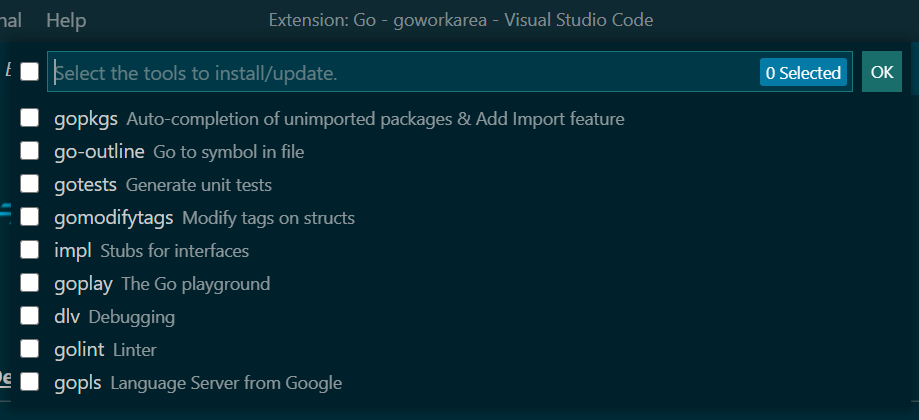 nal Help Extension: Go - goworkarea - Visual Studio Code
Select the tools to install/update. 0 Selected OK
gopkgs Auto-completion of unimported packages & Add Import feature
go-outline Go to symbol in file
gotests Generate unit tests
gomodifytags Modify tags on structs
impl Stubs for interfaces
goplay The Go playground
dlv Debugging
golint Linter
gopls Language Server from Google